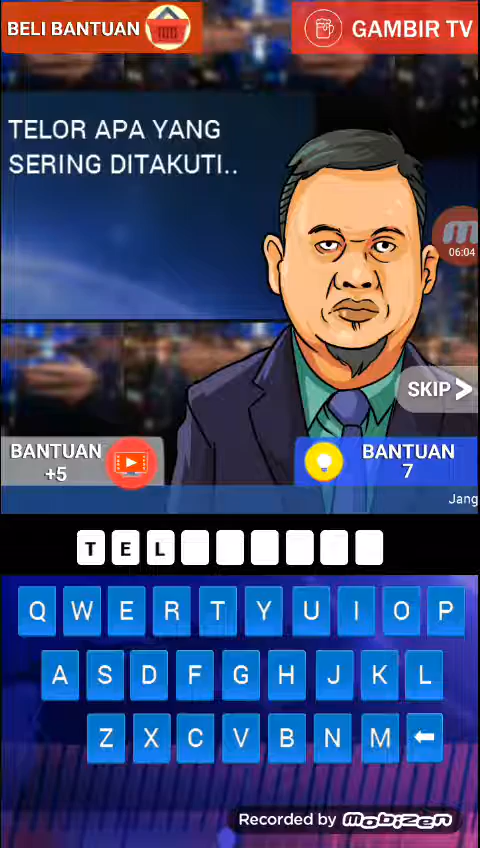 BELI BANTUAN
GAMBIR TV
TELOR APA YANG
SERING DITAKUTI..
06:04
SKIP
BANTUAN
+5
BANTUAN
7
Jang
T E L
Q W E R T Y U I O P
A S D F G H J K L
Z X C V B N M
Recorded by Mobizen